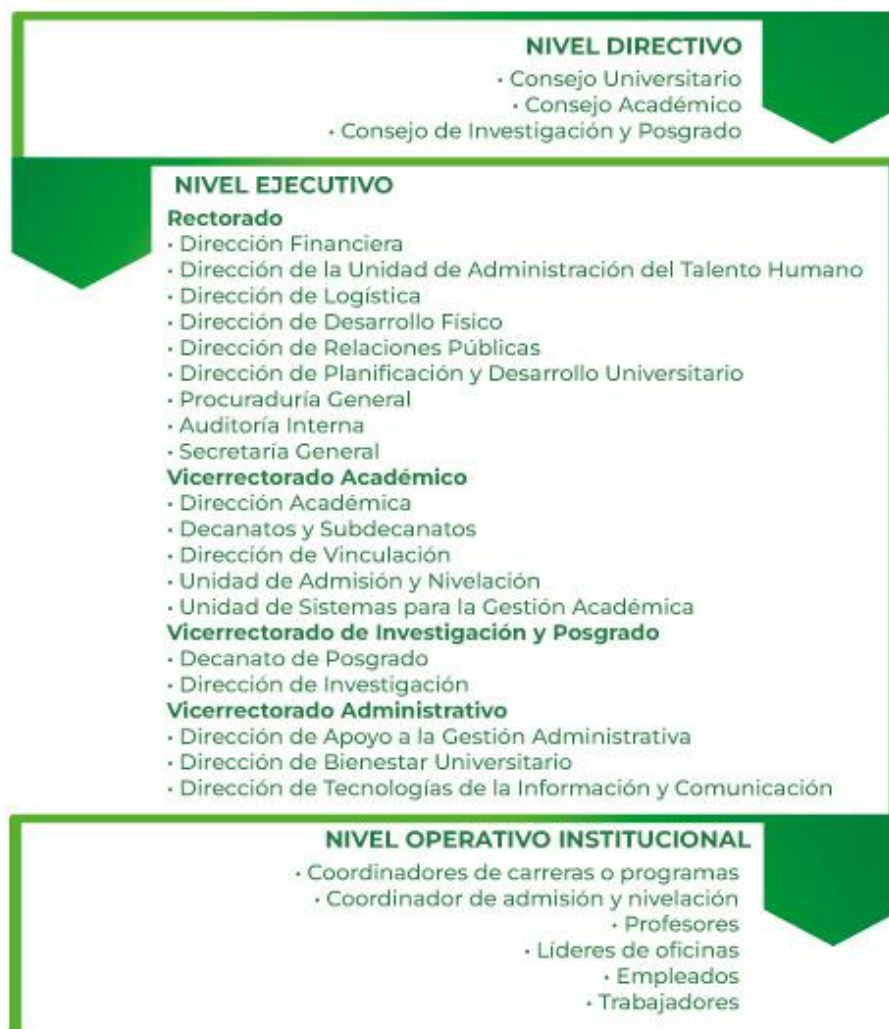 NIVEL DIRECTIVO
• Consejo Universitario
• Consejo Académico
• Consejo de Investigación y Posgrado
NIVEL EJECUTIVO
Rectorado
• Dirección Financiera
• Dirección de la Unidad de Administración del Talento Humano
• Dirección de Logística
• Dirección de Desarrollo Físico
• Dirección de Relaciones Públicas
• Dirección de Planificación y Desarrollo Universitario
• Procuraduría General
• Auditoría Interna
• Secretaría General
Vicerrectorado Académico
• Dirección Académica
• Decanatos y Subdecanatos
• Dirección de Vinculación
• Unidad de Admisión y Nivelación
• Unidad de Sistemas para la Gestión Académica
Vicerrectorado de Investigación y Posgrado
• Decanato de Posgrado
• Dirección de Investigación
Vicerrectorado Administrativo
• Dirección de Apoyo a la Gestión Administrativa
• Dirección de Bienestar Universitario
• Dirección de Tecnologías de la Información y Comunicación
NIVEL OPERATIVO INSTITUCIONAL
• Coordinadores de carreras o programas
• Coordinador de admisión y nivelación
• Profesores
• Líderes de oficinas
• Empleados
• Trabajadores